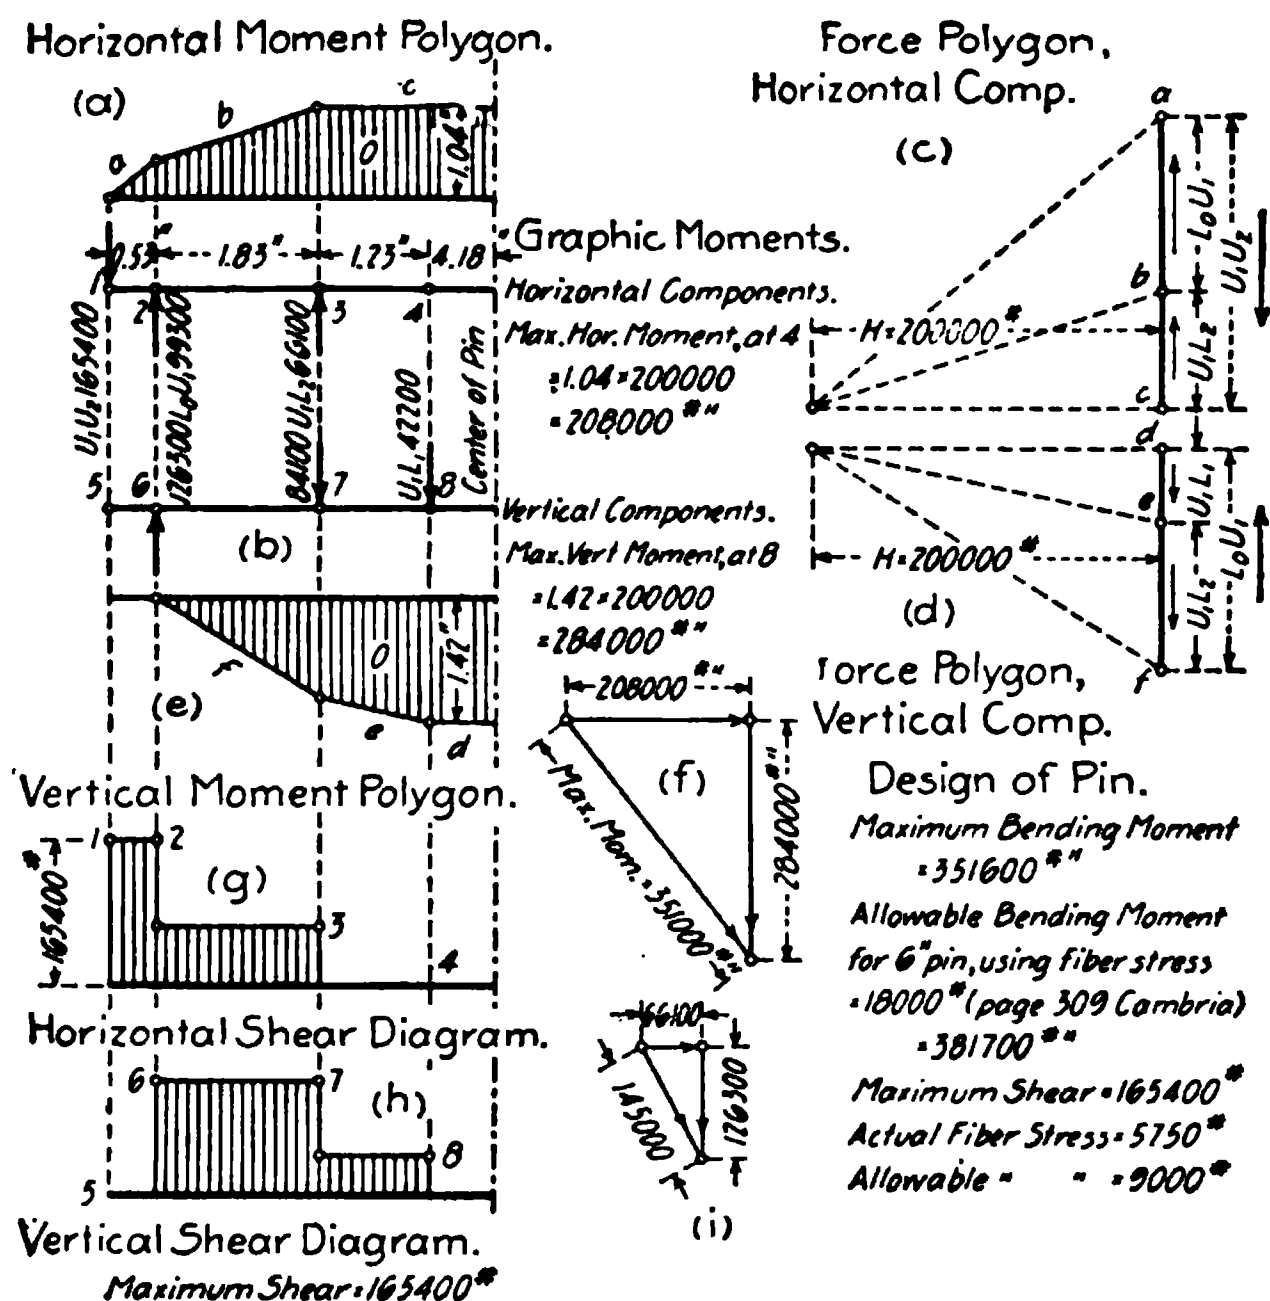 Horizontal Moment Polygon.
(a)
a
b
c
O
1.04"
0.53"
1.83"
1.23"
4.18"
1
2
3
4
U1U2 165400
126300 L0U1 99300
84100 U1L2 66100
U1L1 42200
Center of Pin
5
6
7
8
(b)
Graphic Moments.
Horizontal Components.
Max. Hor. Moment, at 4
=1.04×200000
=208000#"
Vertical Components.
Max. Vert Moment, at 8
=1.42×200000
=284000#"
Force Polygon,
Horizontal Comp.
(c)
a
b
c
H=200000#
L0U1
U1L2
U1U2
d
e
f
U1L1
U1L2
L0U1
H=200000#
(d)
Force Polygon,
Vertical Comp.
(e)
f
e
d
O
1.42"
Vertical Moment Polygon.
208000#"
284000#"
Max. Mom.=351000#"
(f)
1
2
3
4
165400#
(g)
Horizontal Shear Diagram.
5
6
7
8
(h)
Vertical Shear Diagram.
Maximum Shear=165400#
66100
126300
145000
(i)
Design of Pin.
Maximum Bending Moment
=351600#"
Allowable Bending Moment
for 6" pin, using fiber stress
=18000# (page 309 Cambria)
=381700#"
Maximum Shear=165400#
Actual Fiber Stress=5750#
Allowable " " =9000#